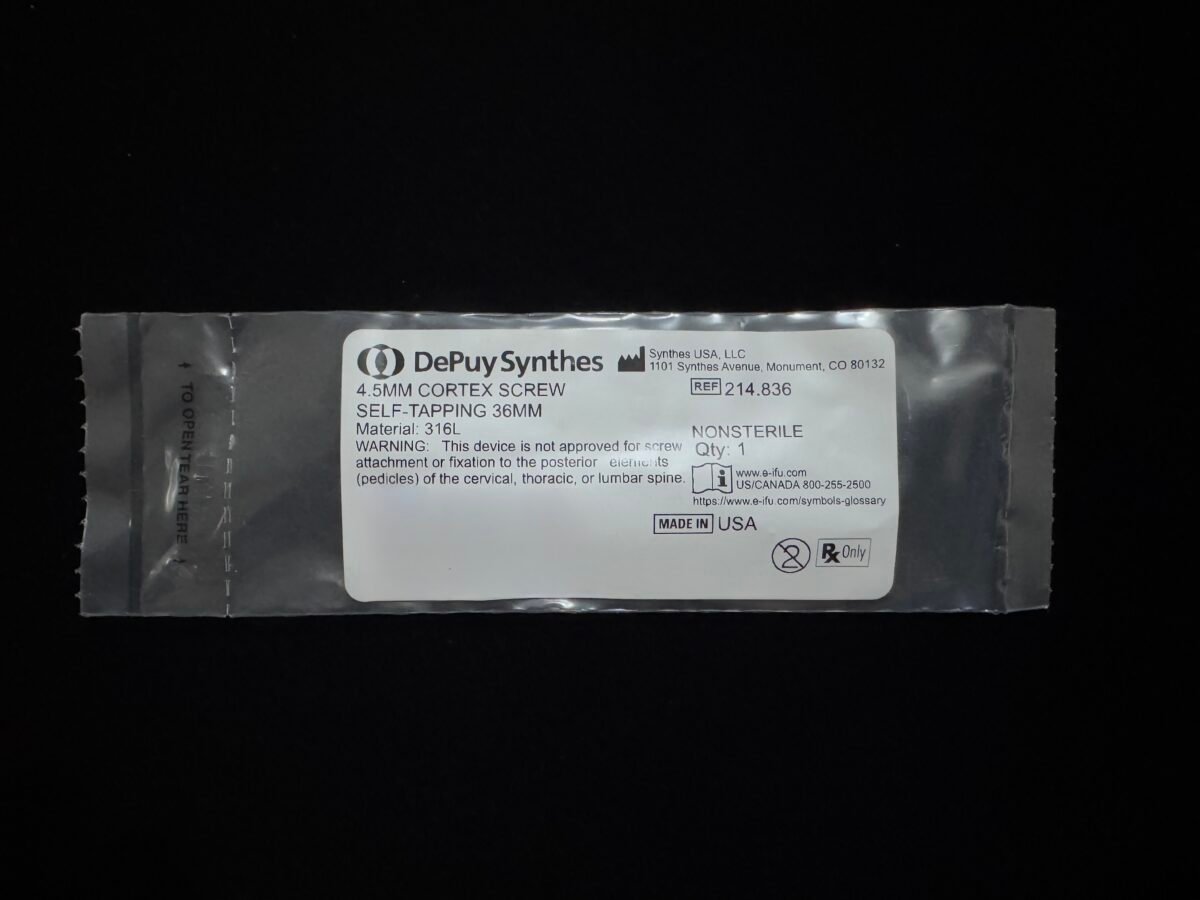 TO OPEN TEAR HERE
DePuy Synthes
Synthes USA, LLC
1101 Synthes Avenue, Monument, CO 80132
4.5MM CORTEX SCREW
REF 214.836
SELF-TAPPING 36MM
Material: 316L
NONSTERILE
WARNING: This device is not approved for screw
attachment or fixation to the posterior elements
(pedicles) of the cervical, thoracic, or lumbar spine.
Qty: 1
www.e-ifu.com
US/CANADA 800-255-2500
https://www.e-ifu.com/symbols-glossary
MADE IN USA
2
Rx Only